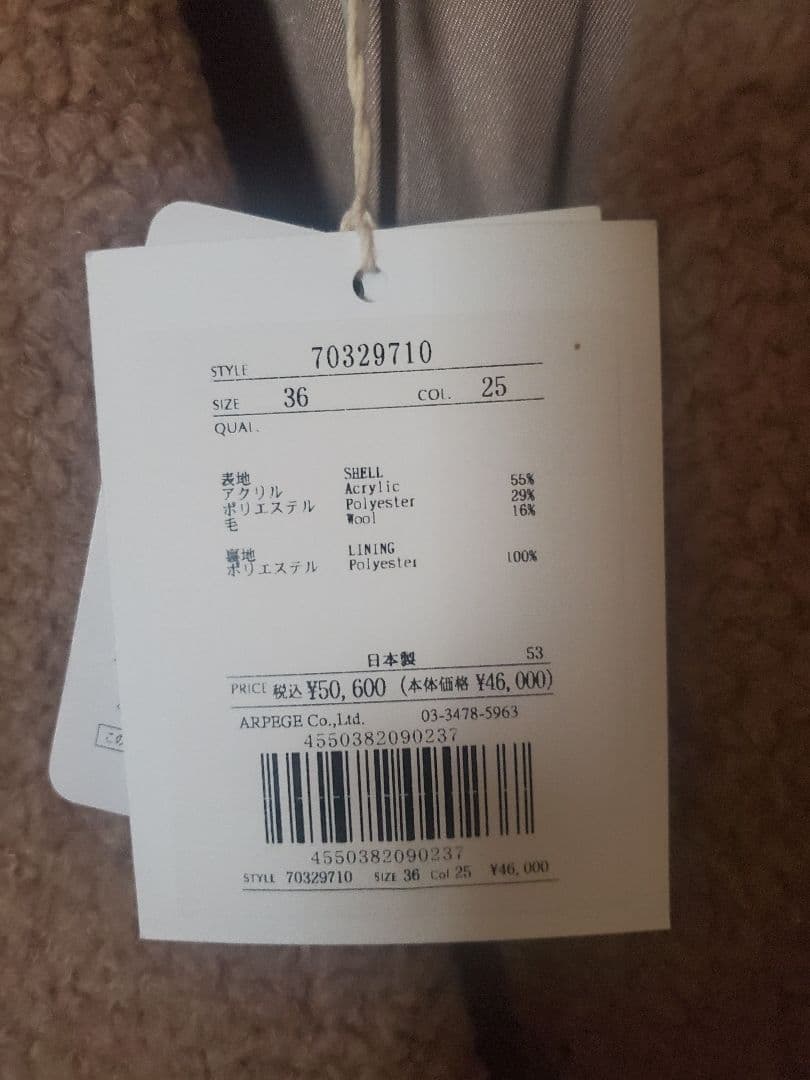 STYLE 70329710
SIZE 36 COL. 25
QUAL.
表地 SHELL
アクリル Acrylic 55%
ポリエステル Polyester 29%
毛 Wool 16%
裏地 LINING
ポリエステル Polyester 100%
日本製 53
PRICE 税込 ¥50,600 (本体価格 ¥46,000)
ARPEGE Co.,Ltd. 03-3478-5963
4550382090237
4550382090237
STYLE 70329710 SIZE 36 Col 25 ¥46,000
この